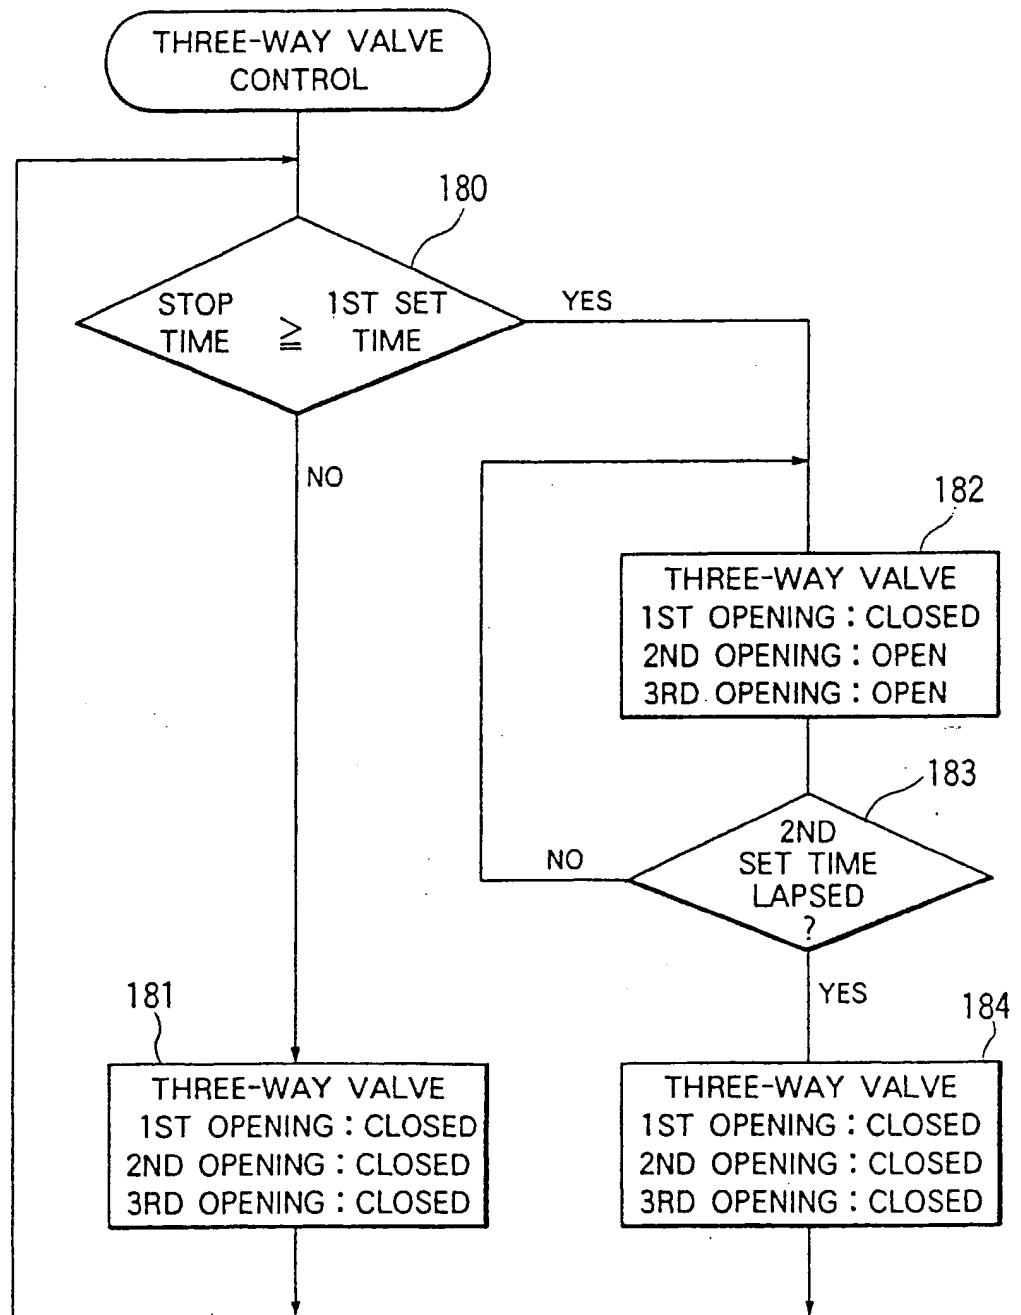 THREE-WAY VALVE
CONTROL
180
STOP
TIME
≧
1ST SET
TIME
YES
NO
182
THREE-WAY VALVE
1ST OPENING : CLOSED
2ND OPENING : OPEN
3RD OPENING : OPEN
183
2ND
SET TIME
LAPSED
?
NO
YES
181
THREE-WAY VALVE
1ST OPENING : CLOSED
2ND OPENING : CLOSED
3RD OPENING : CLOSED
184
THREE-WAY VALVE
1ST OPENING : CLOSED
2ND OPENING : CLOSED
3RD OPENING : CLOSED